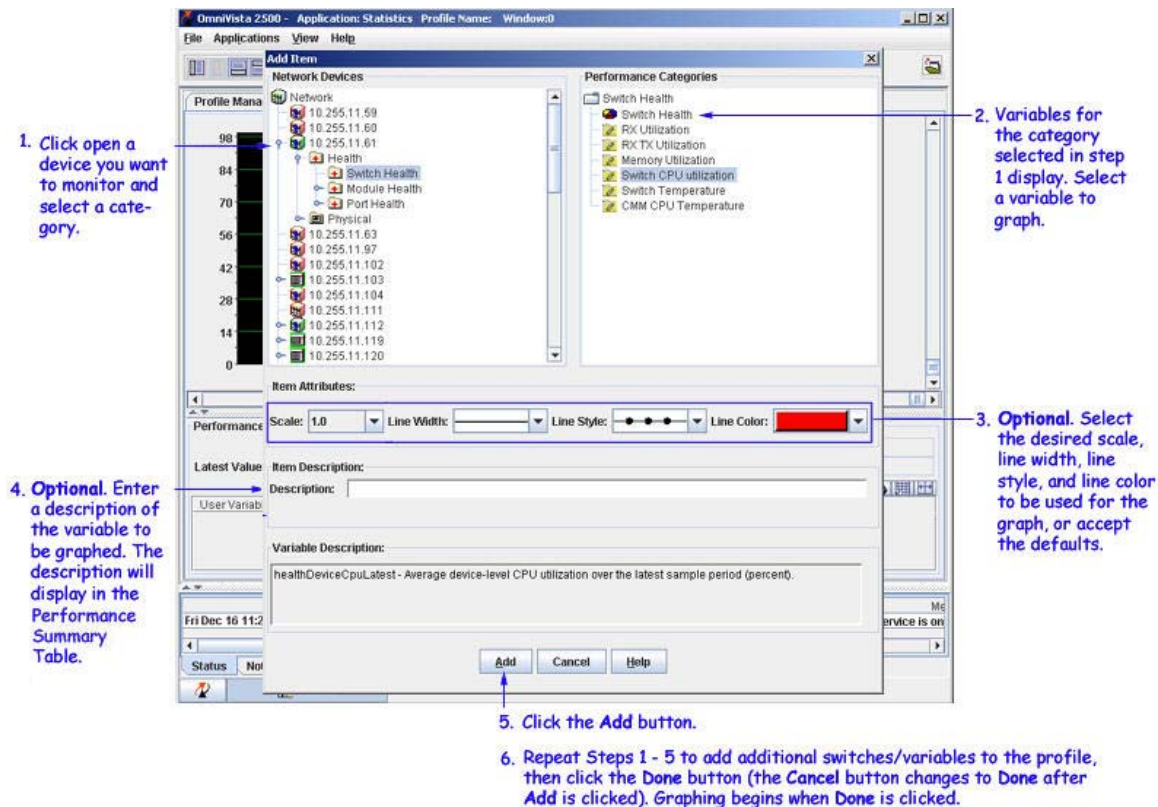 OmniVista 2500 - Application: Statistics Profile Name: Window:0
File Applications View Help
Add Item
Network Devices
Performance Categories
Profile Mana
Network
10.255.11.59
10.255.11.60
10.255.11.61
Health
Switch Health
Module Health
Port Health
Physical
10.255.11.63
10.255.11.97
10.255.11.102
10.255.11.103
10.255.11.104
10.255.11.111
10.255.11.112
10.255.11.119
10.255.11.120
Switch Health
Switch Health
RX Utilization
RX TX Utilization
Memory Utilization
Switch CPU utilization
Switch Temperature
CMM CPU Temperature
98
84
70
56
42
28
14
0
1. Click open a
device you want
to monitor and
select a cate-
gory.
2. Variables for
the category
selected in step
1 display. Select
a variable to
graph.
Item Attributes:
Performance
Scale: 1.0 Line Width: Line Style: Line Color:
3. Optional. Select
the desired scale,
line width, line
style, and line color
to be used for the
graph, or accept
the defaults.
Latest Value
Item Description:
Description:
User Variab
4. Optional. Enter
a description of
the variable to
be graphed. The
description will
display in the
Performance
Summary
Table.
Variable Description:
healthDeviceCpuLatest - Average device-level CPU utilization over the latest sample period (percent).
Me
Fri Dec 16 11:2
ervice is on
Status Not
Add Cancel Help
5. Click the Add button.
6. Repeat Steps 1 - 5 to add additional switches/variables to the profile,
then click the Done button (the Cancel button changes to Done after
Add is clicked). Graphing begins when Done is clicked.